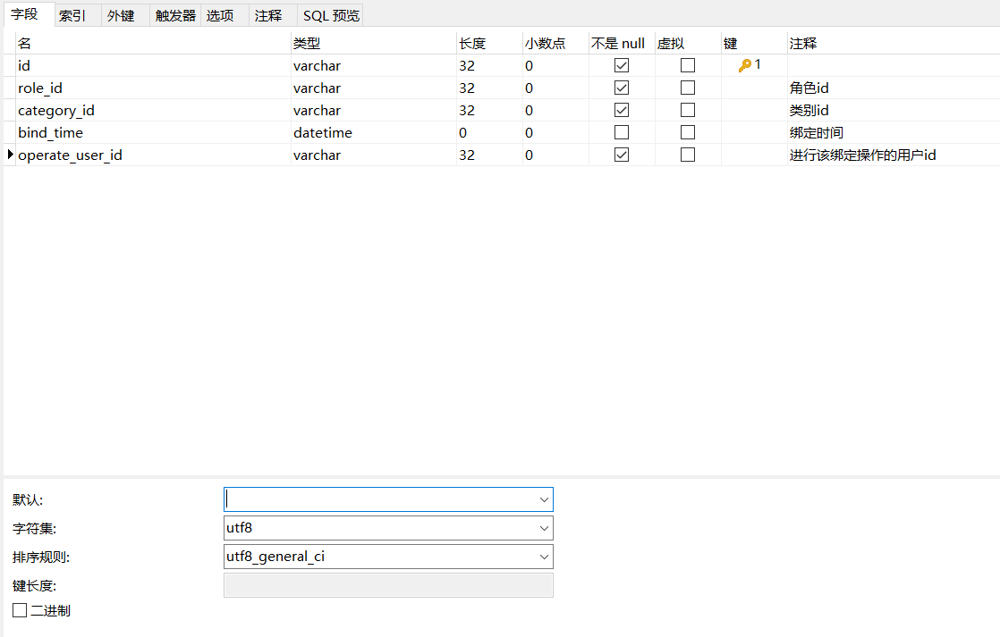 字段 索引 外键 触发器 选项 注释 SQL 预览
名 类型 长度 小数点 不是 null 虚拟 键 注释
id varchar 32 0 1
role_id varchar 32 0 角色id
category_id varchar 32 0 类别id
bind_time datetime 0 0 绑定时间
operate_user_id varchar 32 0 进行该绑定操作的用户id
默认:
字符集: utf8
排序规则: utf8_general_ci
键长度:
二进制